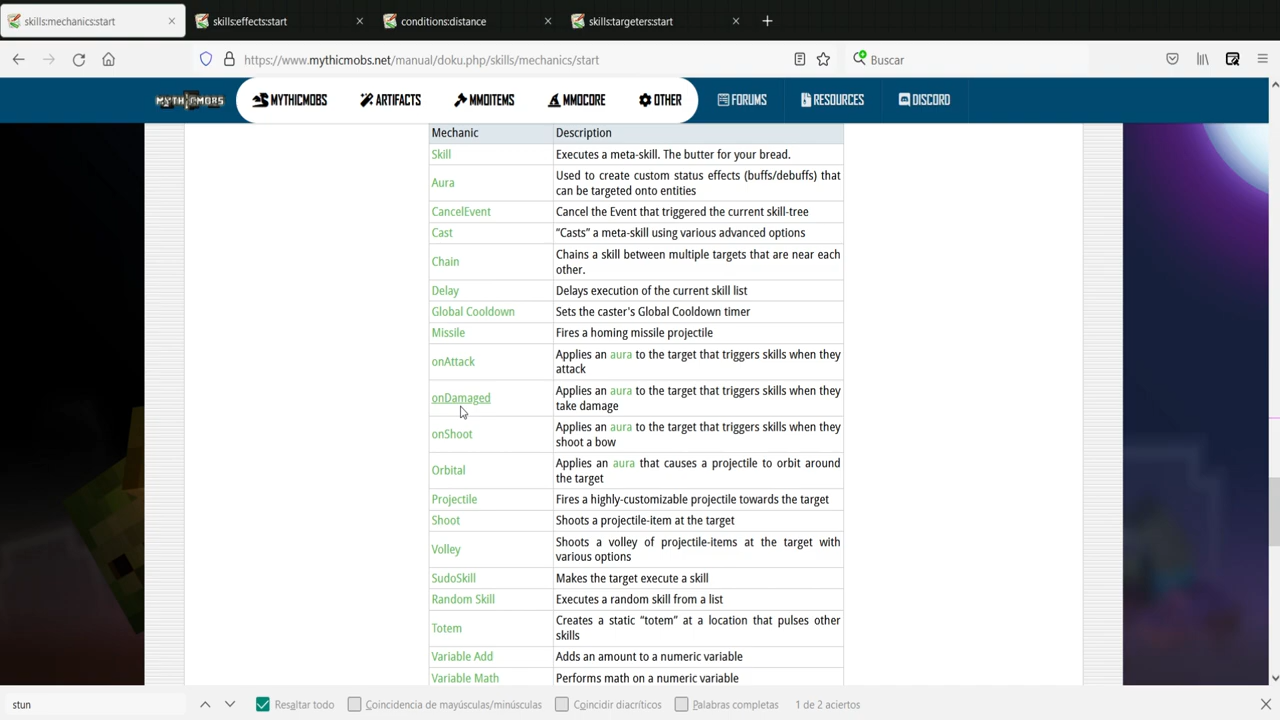 skills:mechanics:start
skills:effects:start
conditions:distance
skills:targeters:start
https://www.mythicmobs.net/manual/doku.php/skills/mechanics/start
Buscar
MYTHICMOBS
MYTHICMOBS
ARTIFACTS
MMOITEMS
MMOCORE
OTHER
FORUMS
RESOURCES
DISCORD
Mechanic Description
Skill Executes a meta-skill. The butter for your bread.
Aura Used to create custom status effects (buffs/debuffs) that
can be targeted onto entities
CancelEvent Cancel the Event that triggered the current skill-tree
Cast “Casts” a meta-skill using various advanced options
Chain Chains a skill between multiple targets that are near each
other.
Delay Delays execution of the current skill list
Global Cooldown Sets the caster's Global Cooldown timer
Missile Fires a homing missile projectile
onAttack Applies an aura to the target that triggers skills when they
attack
onDamaged Applies an aura to the target that triggers skills when they
take damage
onShoot Applies an aura to the target that triggers skills when they
shoot a bow
Orbital Applies an aura that causes a projectile to orbit around
the target
Projectile Fires a highly-customizable projectile towards the target
Shoot Shoots a projectile-item at the target
Volley Shoots a volley of projectile-items at the target with
various options
SudoSkill Makes the target execute a skill
Random Skill Executes a random skill from a list
Totem Creates a static “totem” at a location that pulses other
skills
Variable Add Adds an amount to a numeric variable
Variable Math Performs math on a numeric variable
stun
Resaltar todo
Coincidencia de mayúsculas/minúsculas
Coincidir diacríticos
Palabras completas
1 de 2 aciertos